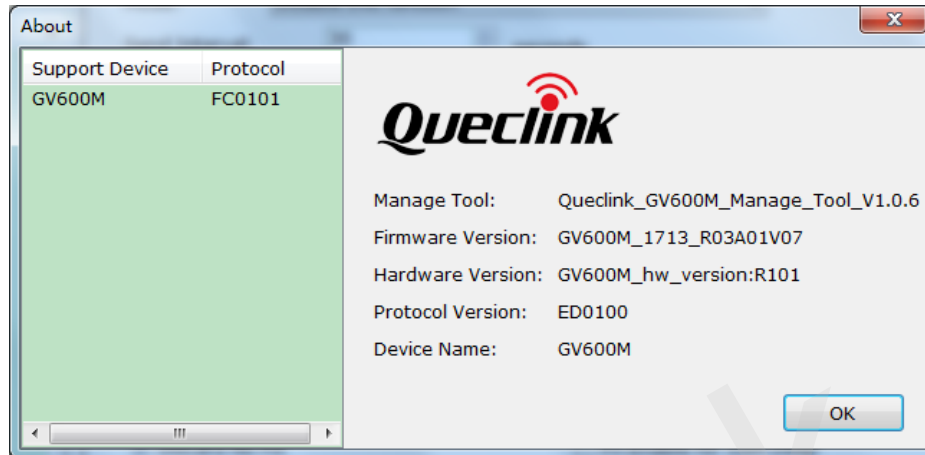 About
Support Device Protocol
GV600M FC0101
Queclink
Manage Tool: Queclink_GV600M_Manage_Tool_V1.0.6
Firmware Version: GV600M_1713_R03A01V07
Hardware Version: GV600M_hw_version:R101
Protocol Version: ED0100
Device Name: GV600M
OK